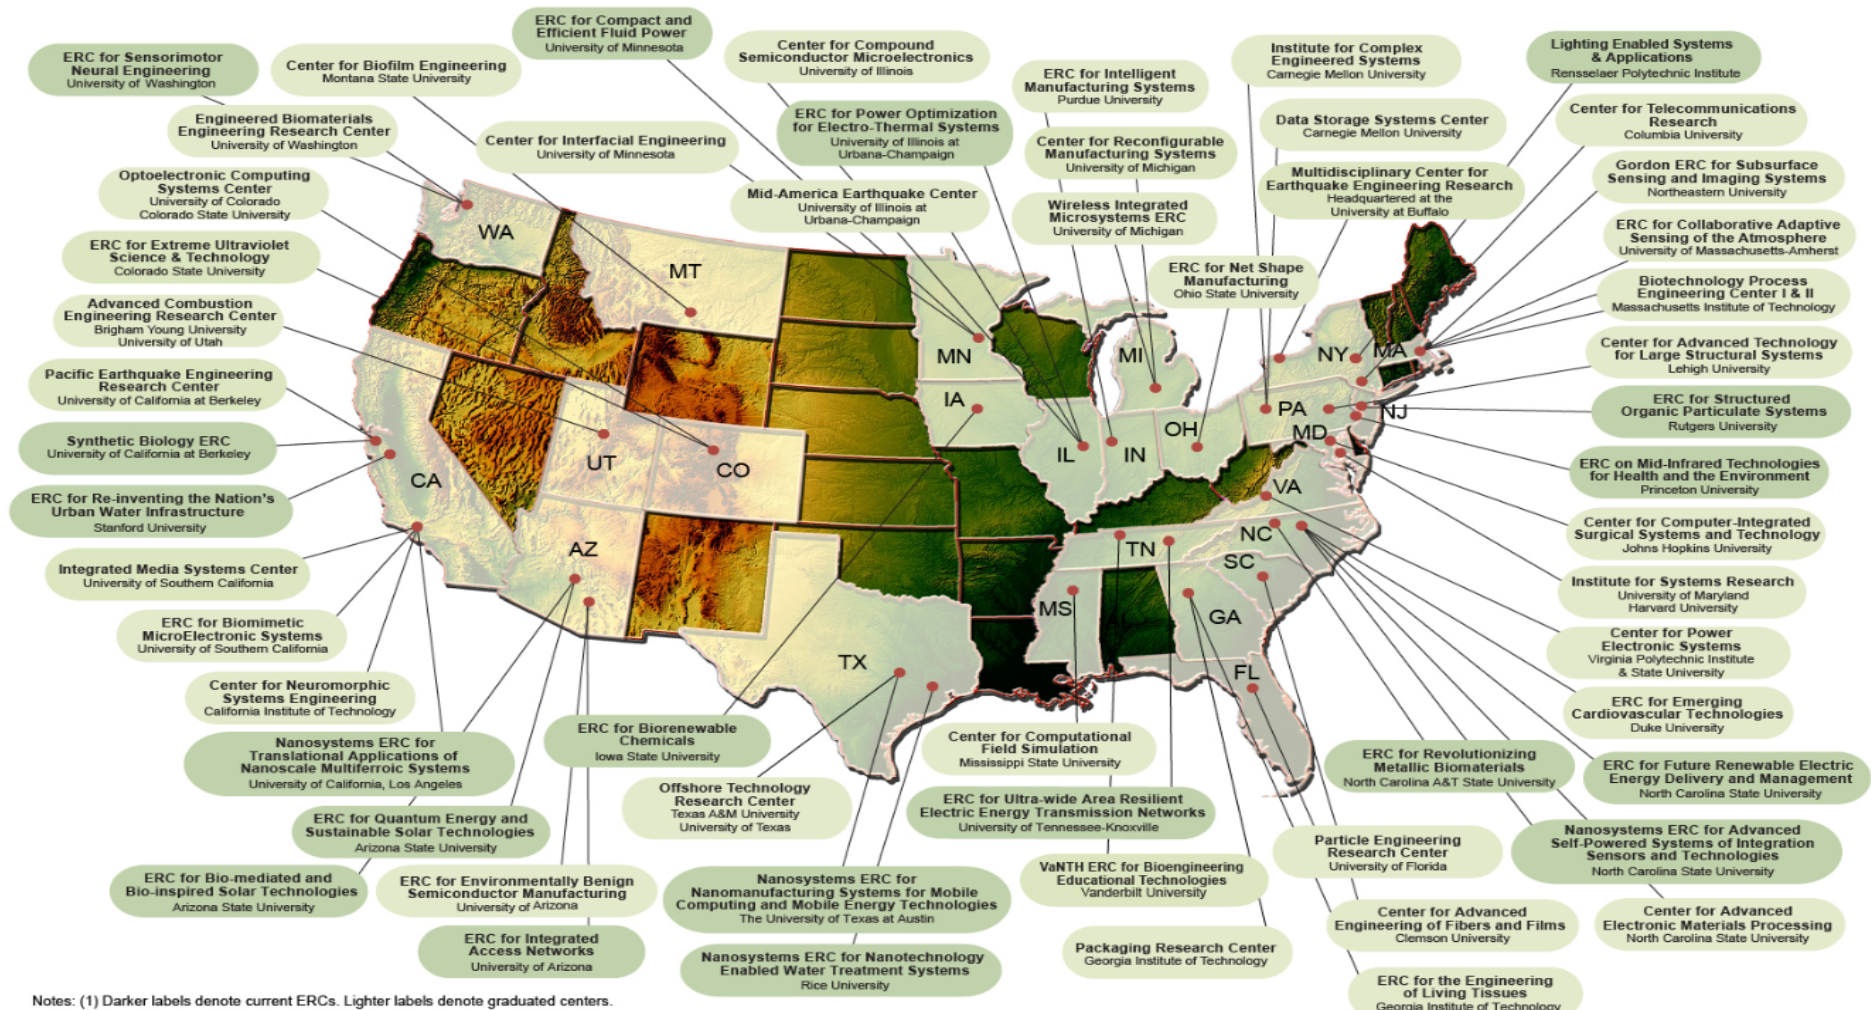 ERC for Sensorimotor
Neural Engineering
University of Washington
Center for Biofilm Engineering
Montana State University
ERC for Compact and
Efficient Fluid Power
University of Minnesota
Center for Compound
Semiconductor Microelectronics
University of Illinois
ERC for Intelligent
Manufacturing Systems
Purdue University
Institute for Complex
Engineered Systems
Carnegie Mellon University
Lighting Enabled Systems
& Applications
Rensselaer Polytechnic Institute
Engineered Biomaterials
Engineering Research Center
University of Washington
Center for Interfacial Engineering
University of Minnesota
ERC for Power Optimization
for Electro-Thermal Systems
University of Illinois at
Urbana-Champaign
Center for Reconfigurable
Manufacturing Systems
University of Michigan
Data Storage Systems Center
Carnegie Mellon University
Center for Telecommunications
Research
Columbia University
Optoelectronic Computing
Systems Center
University of Colorado
Colorado State University
Mid-America Earthquake Center
University of Illinois at
Urbana-Champaign
Wireless Integrated
Microsystems ERC
University of Michigan
Multidisciplinary Center for
Earthquake Engineering Research
Headquartered at the
University at Buffalo
Gordon ERC for Subsurface
Sensing and Imaging Systems
Northeastern University
ERC for Extreme Ultraviolet
Science & Technology
Colorado State University
ERC for Net Shape
Manufacturing
Ohio State University
ERC for Collaborative Adaptive
Sensing of the Atmosphere
University of Massachusetts-Amherst
Advanced Combustion
Engineering Research Center
Brigham Young University
University of Utah
Biotechnology Process
Engineering Center I & II
Massachusetts Institute of Technology
Pacific Earthquake Engineering
Research Center
University of California at Berkeley
Center for Advanced Technology
for Large Structural Systems
Lehigh University
Synthetic Biology ERC
University of California at Berkeley
ERC for Structured
Organic Particulate Systems
Rutgers University
ERC for Re-inventing the Nation's
Urban Water Infrastructure
Stanford University
ERC on Mid-Infrared Technologies
for Health and the Environment
Princeton University
Integrated Media Systems Center
University of Southern California
Center for Computer-Integrated
Surgical Systems and Technology
Johns Hopkins University
ERC for Biomimetic
MicroElectronic Systems
University of Southern California
Institute for Systems Research
University of Maryland
Harvard University
Center for Neuromorphic
Systems Engineering
California Institute of Technology
Center for Power
Electronic Systems
Virginia Polytechnic Institute
& State University
WA
MT
MN
MI
NY
MA
IA
PA
NJ
OH
MD
IL
IN
UT
CO
CA
VA
AZ
NC
TN
SC
MS
GA
TX
FL
Nanosystems ERC for
Translational Applications of
Nanoscale Multiferroic Systems
University of California, Los Angeles
ERC for Biorenewable
Chemicals
Iowa State University
Center for Computational
Field Simulation
Mississippi State University
ERC for Emerging
Cardiovascular Technologies
Duke University
ERC for Revolutionizing
Metallic Biomaterials
North Carolina A&T State University
ERC for Future Renewable Electric
Energy Delivery and Management
North Carolina State University
Offshore Technology
Research Center
Texas A&M University
University of Texas
ERC for Ultra-wide Area Resilient
Electric Energy Transmission Networks
University of Tennessee-Knoxville
ERC for Quantum Energy and
Sustainable Solar Technologies
Arizona State University
Particle Engineering
Research Center
University of Florida
Nanosystems ERC for Advanced
Self-Powered Systems of Integration
Sensors and Technologies
North Carolina State University
ERC for Bio-mediated and
Bio-inspired Solar Technologies
Arizona State University
ERC for Environmentally Benign
Semiconductor Manufacturing
University of Arizona
Nanosystems ERC for
Nanomanufacturing Systems for Mobile
Computing and Mobile Energy Technologies
The University of Texas at Austin
VaNTH ERC for Bioengineering
Educational Technologies
Vanderbilt University
Center for Advanced
Engineering of Fibers and Films
Clemson University
Center for Advanced
Electronic Materials Processing
North Carolina State University
ERC for Integrated
Access Networks
University of Arizona
Nanosystems ERC for Nanotechnology
Enabled Water Treatment Systems
Rice University
Packaging Research Center
Georgia Institute of Technology
ERC for the Engineering
of Living Tissues
Georgia Institute of Technology
Notes: (1) Darker labels denote current ERCs. Lighter labels denote graduated centers.